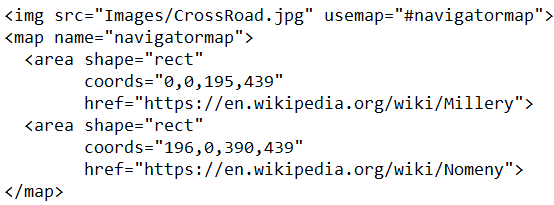 <img src="Images/CrossRoad.jpg" usemap="#navigatormap">
<map name="navigatormap">
  <area shape="rect"
        coords="0,0,195,439"
        href="https://en.wikipedia.org/wiki/Millery">
  <area shape="rect"
        coords="196,0,390,439"
        href="https://en.wikipedia.org/wiki/Nomeny">
</map>